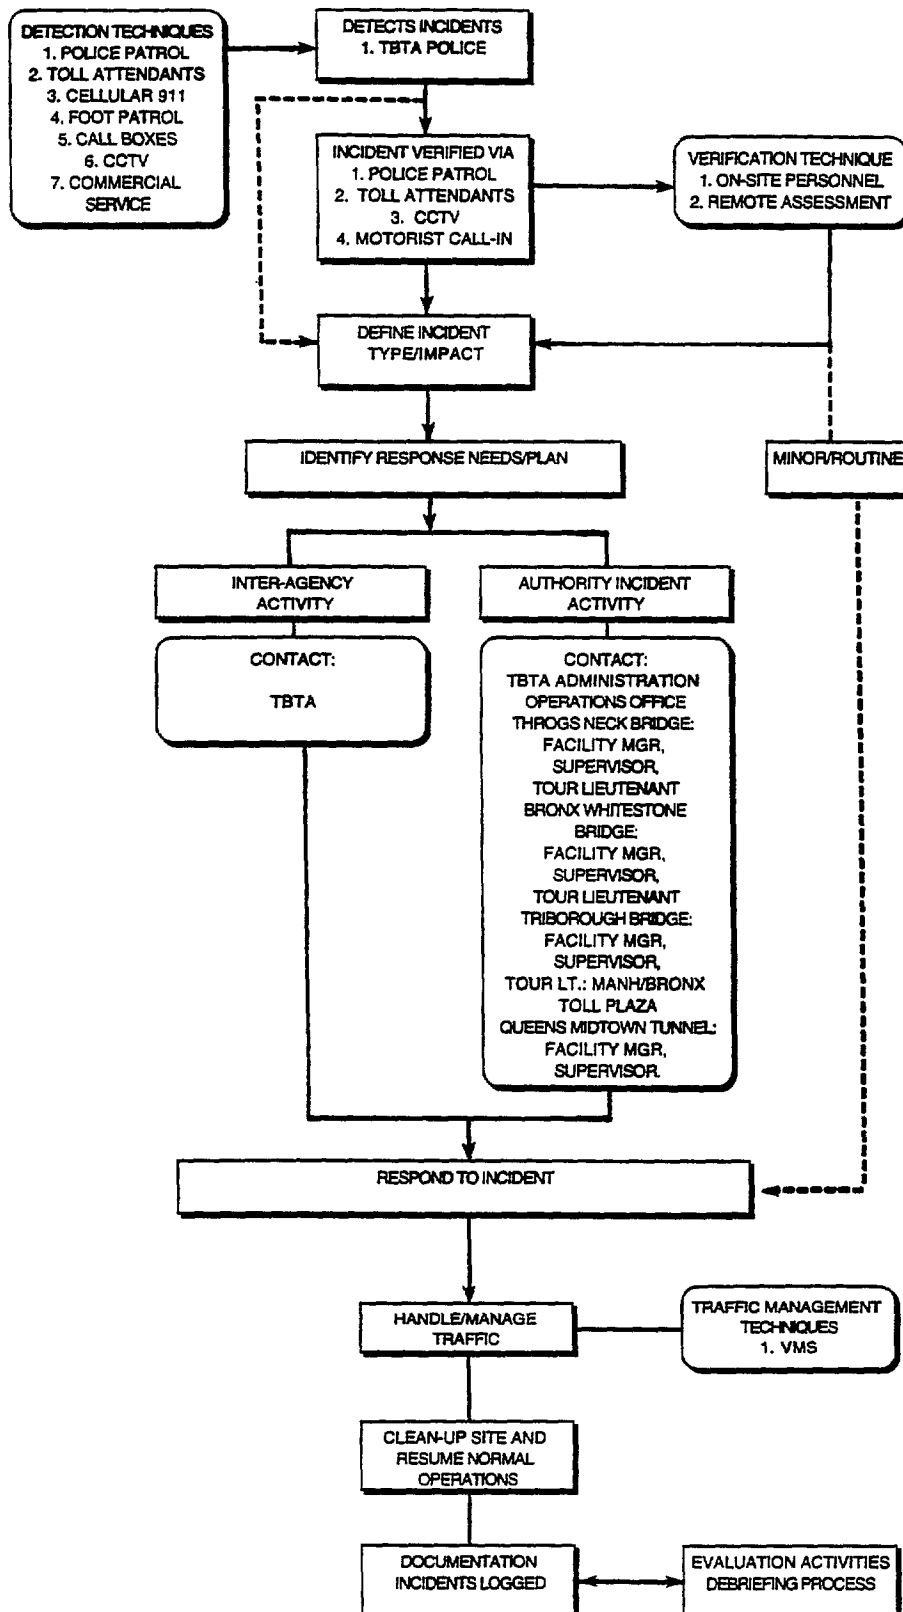 DETECTION TECHNIQUES
1. POLICE PATROL
2. TOLL ATTENDANTS
3. CELLULAR 911
4. FOOT PATROL
5. CALL BOXES
6. CCTV
7. COMMERCIAL
SERVICE
DETECTS INCIDENTS
1. TBTA POLICE
INCIDENT VERIFIED VIA
1. POLICE PATROL
2. TOLL ATTENDANTS
3. CCTV
4. MOTORIST CALL-IN
VERIFICATION TECHNIQUE
1. ON-SITE PERSONNEL
2. REMOTE ASSESSMENT
DEFINE INCIDENT
TYPE/IMPACT
IDENTIFY RESPONSE NEEDS/PLAN
MINOR/ROUTINE
INTER-AGENCY
ACTIVITY
AUTHORITY INCIDENT
ACTIVITY
CONTACT:
TBTA
CONTACT:
TBTA ADMINISTRATION
OPERATIONS OFFICE
THROGS NECK BRIDGE:
FACILITY MGR,
SUPERVISOR,
TOUR LIEUTENANT
BRONX WHITESTONE
BRIDGE:
FACILITY MGR,
SUPERVISOR,
TOUR LIEUTENANT
TRIBOROUGH BRIDGE:
FACILITY MGR,
SUPERVISOR,
TOUR LT.: MANH/BRONX
TOLL PLAZA
QUEENS MIDTOWN TUNNEL:
FACILITY MGR,
SUPERVISOR.
RESPOND TO INCIDENT
HANDLE/MANAGE
TRAFFIC
TRAFFIC MANAGEMENT
TECHNIQUES
1. VMS
CLEAN-UP SITE AND
RESUME NORMAL
OPERATIONS
DOCUMENTATION
INCIDENTS LOGGED
EVALUATION ACTIVITIES
DEBRIEFING PROCESS